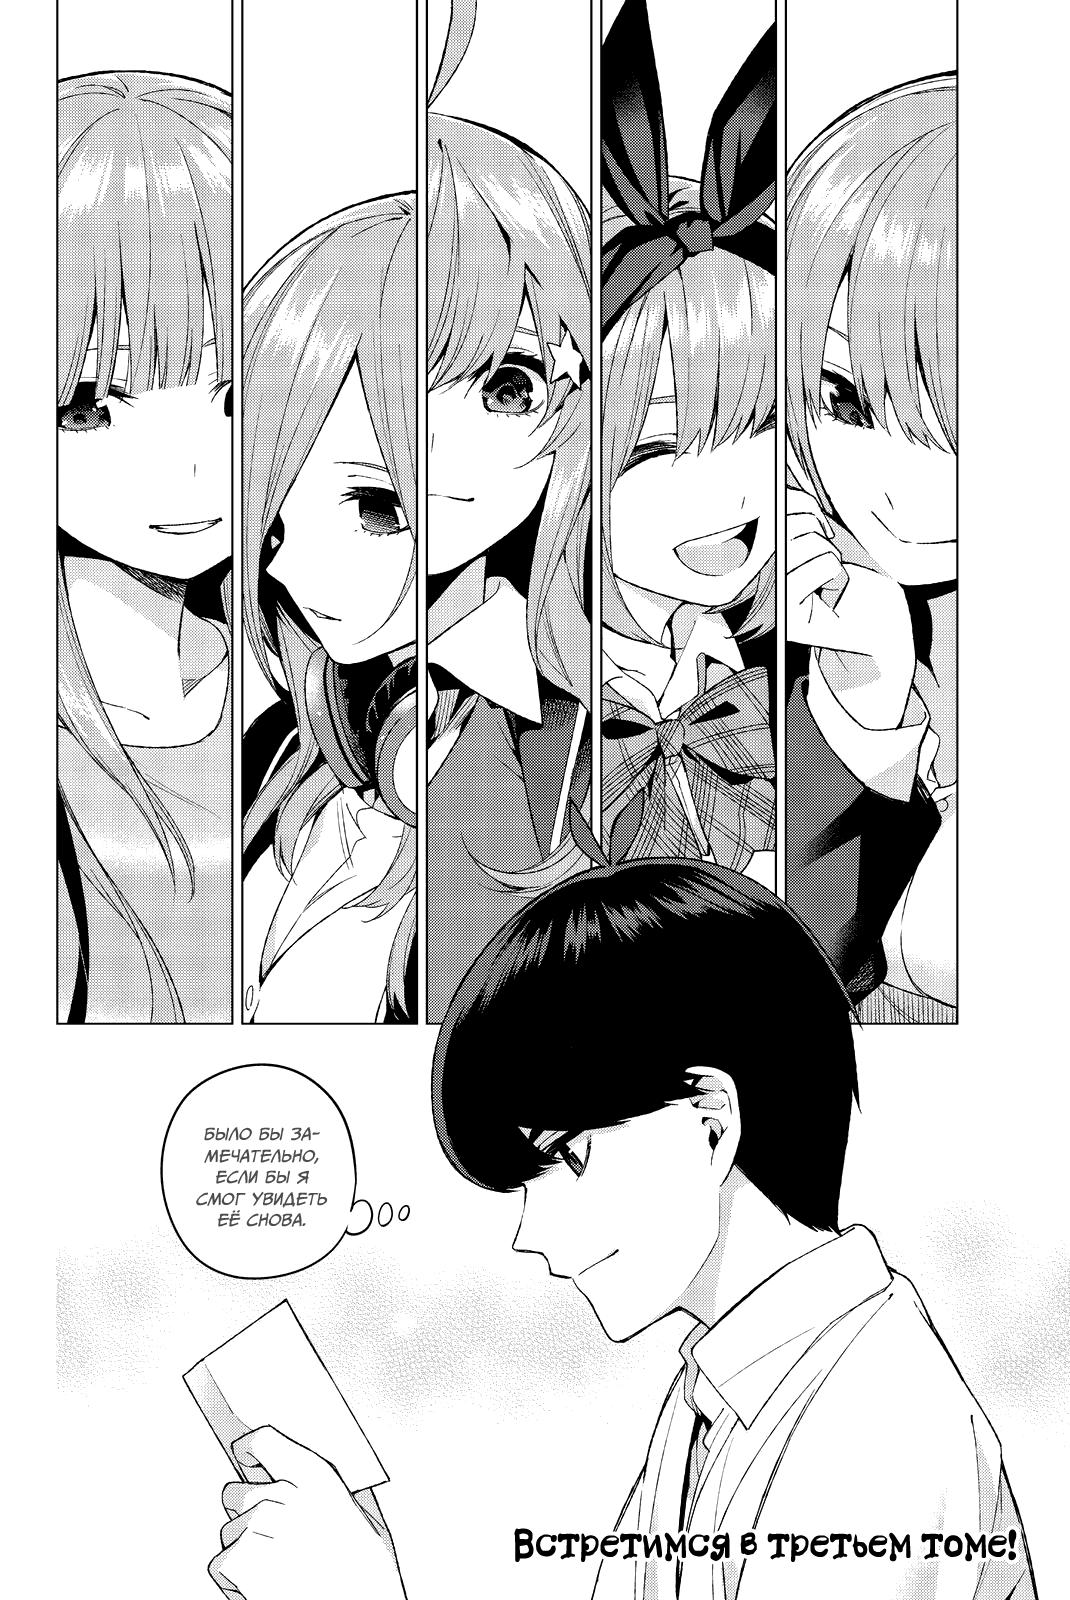 БЫЛО БЫ ЗА-
МЕЧАТЕЛЬНО,
ЕСЛИ БЫ Я
СМОГ УВИДЕТЬ
ЕЁ СНОВА.
Встретимся в третьем томе!